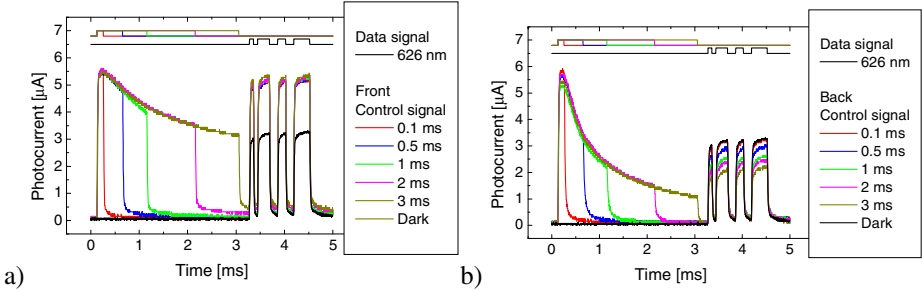 a)
Photocurrent [µA]
7
6
5
4
3
2
1
0
0 1 2 3 4 5
Time [ms]
Data signal
626 nm
Front
Control signal
0.1 ms
0.5 ms
1 ms
2 ms
3 ms
Dark
b)
Photocurrent [µA]
7
6
5
4
3
2
1
0
0 1 2 3 4 5
Time [ms]
Data signal
626 nm
Back
Control signal
0.1 ms
0.5 ms
1 ms
2 ms
3 ms
Dark